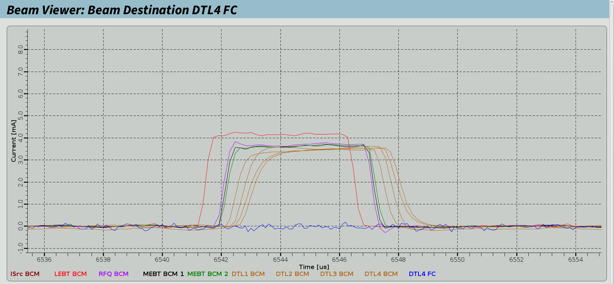 Beam Viewer: Beam Destination DTL4 FC
8.0
7.0
6.0
5.0
4.0
3.0
2.0
1.0
0.0
1.0
Current [mA]
6536 6538 6540 6542 6544 6546 6548 6550 6552 6554
Time [us]
ISrc BCM LEBT BCM RFQ BCM MEBT BCM 1 MEBT BCM 2 DTL1 BCM DTL2 BCM DTL3 BCM DTL4 BCM DTL4 FC